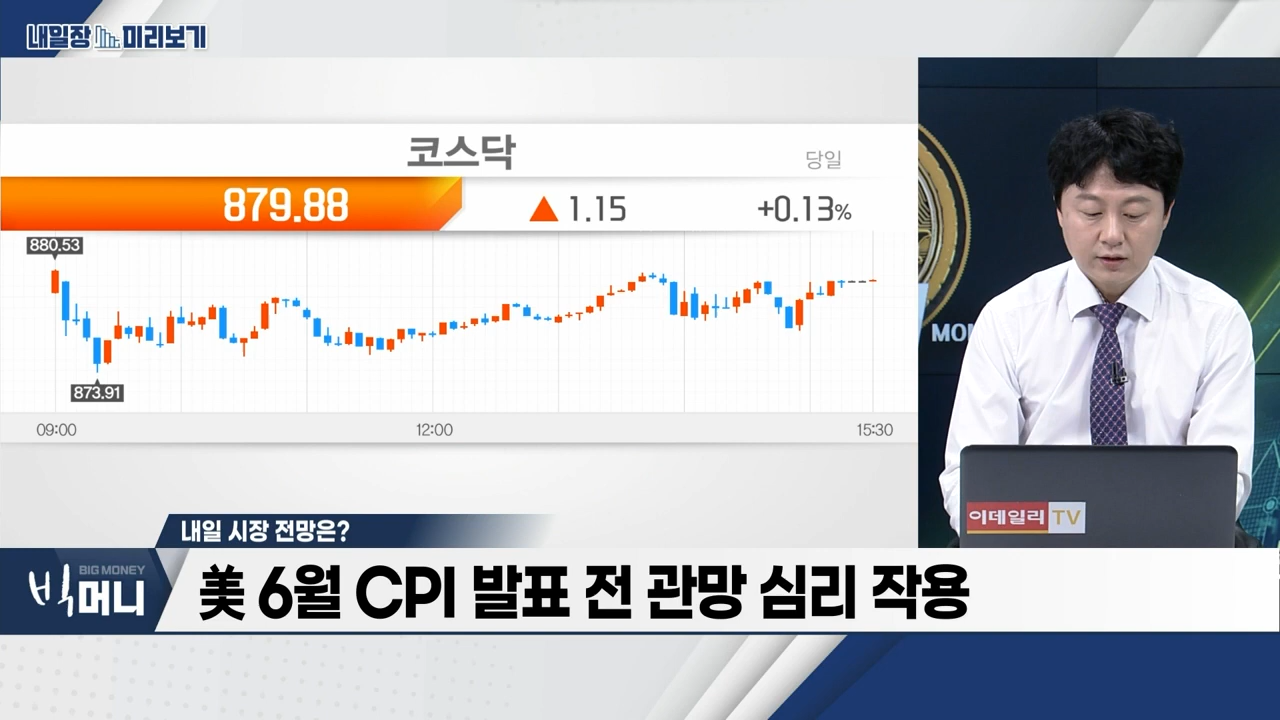 내일장 미리보기
코스닥
당일
879.88 ▲ 1.15 +0.13%
880.53
873.91
09:00 12:00 15:30
MON
이데일리 TV
내일 시장 전망은?
BIG MONEY
빅머니
美 6월 CPI 발표 전 관망 심리 작용